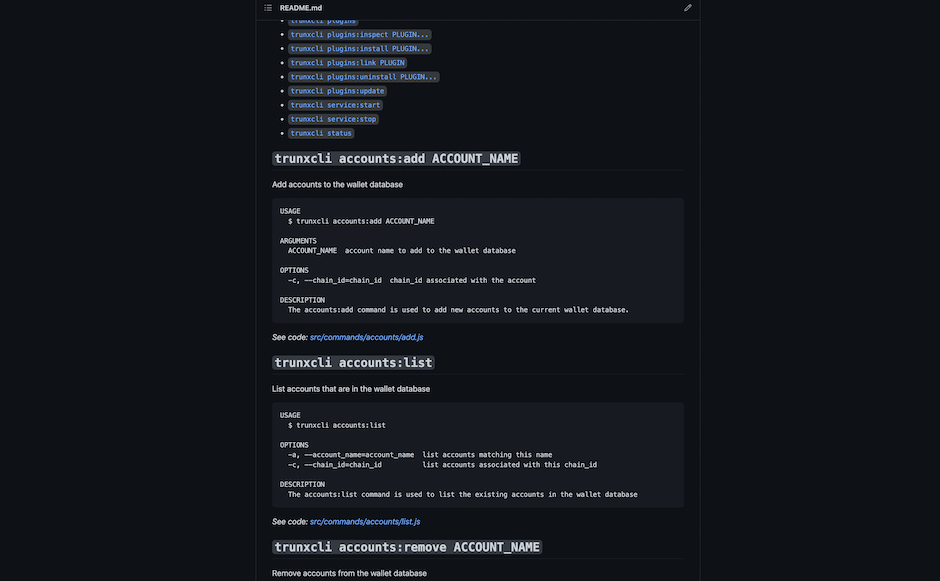 README.md
trunxcli plugins
trunxcli plugins:inspect PLUGIN...
trunxcli plugins:install PLUGIN...
trunxcli plugins:link PLUGIN
trunxcli plugins:uninstall PLUGIN...
trunxcli plugins:update
trunxcli service:start
trunxcli service:stop
trunxcli status
trunxcli accounts:add ACCOUNT_NAME
Add accounts to the wallet database
USAGE
$ trunxcli accounts:add ACCOUNT_NAME
ARGUMENTS
ACCOUNT_NAME  account name to add to the wallet database
OPTIONS
-c, --chain_id=chain_id  chain_id associated with the account
DESCRIPTION
The accounts:add command is used to add new accounts to the current wallet database.
See code: src/commands/accounts/add.js
trunxcli accounts:list
List accounts that are in the wallet database
USAGE
$ trunxcli accounts:list
OPTIONS
-a, --account_name=account_name  list accounts matching this name
-c, --chain_id=chain_id          list accounts associated with this chain_id
DESCRIPTION
The accounts:list command is used to list the existing accounts in the wallet database
See code: src/commands/accounts/list.js
trunxcli accounts:remove ACCOUNT_NAME
Remove accounts from the wallet database